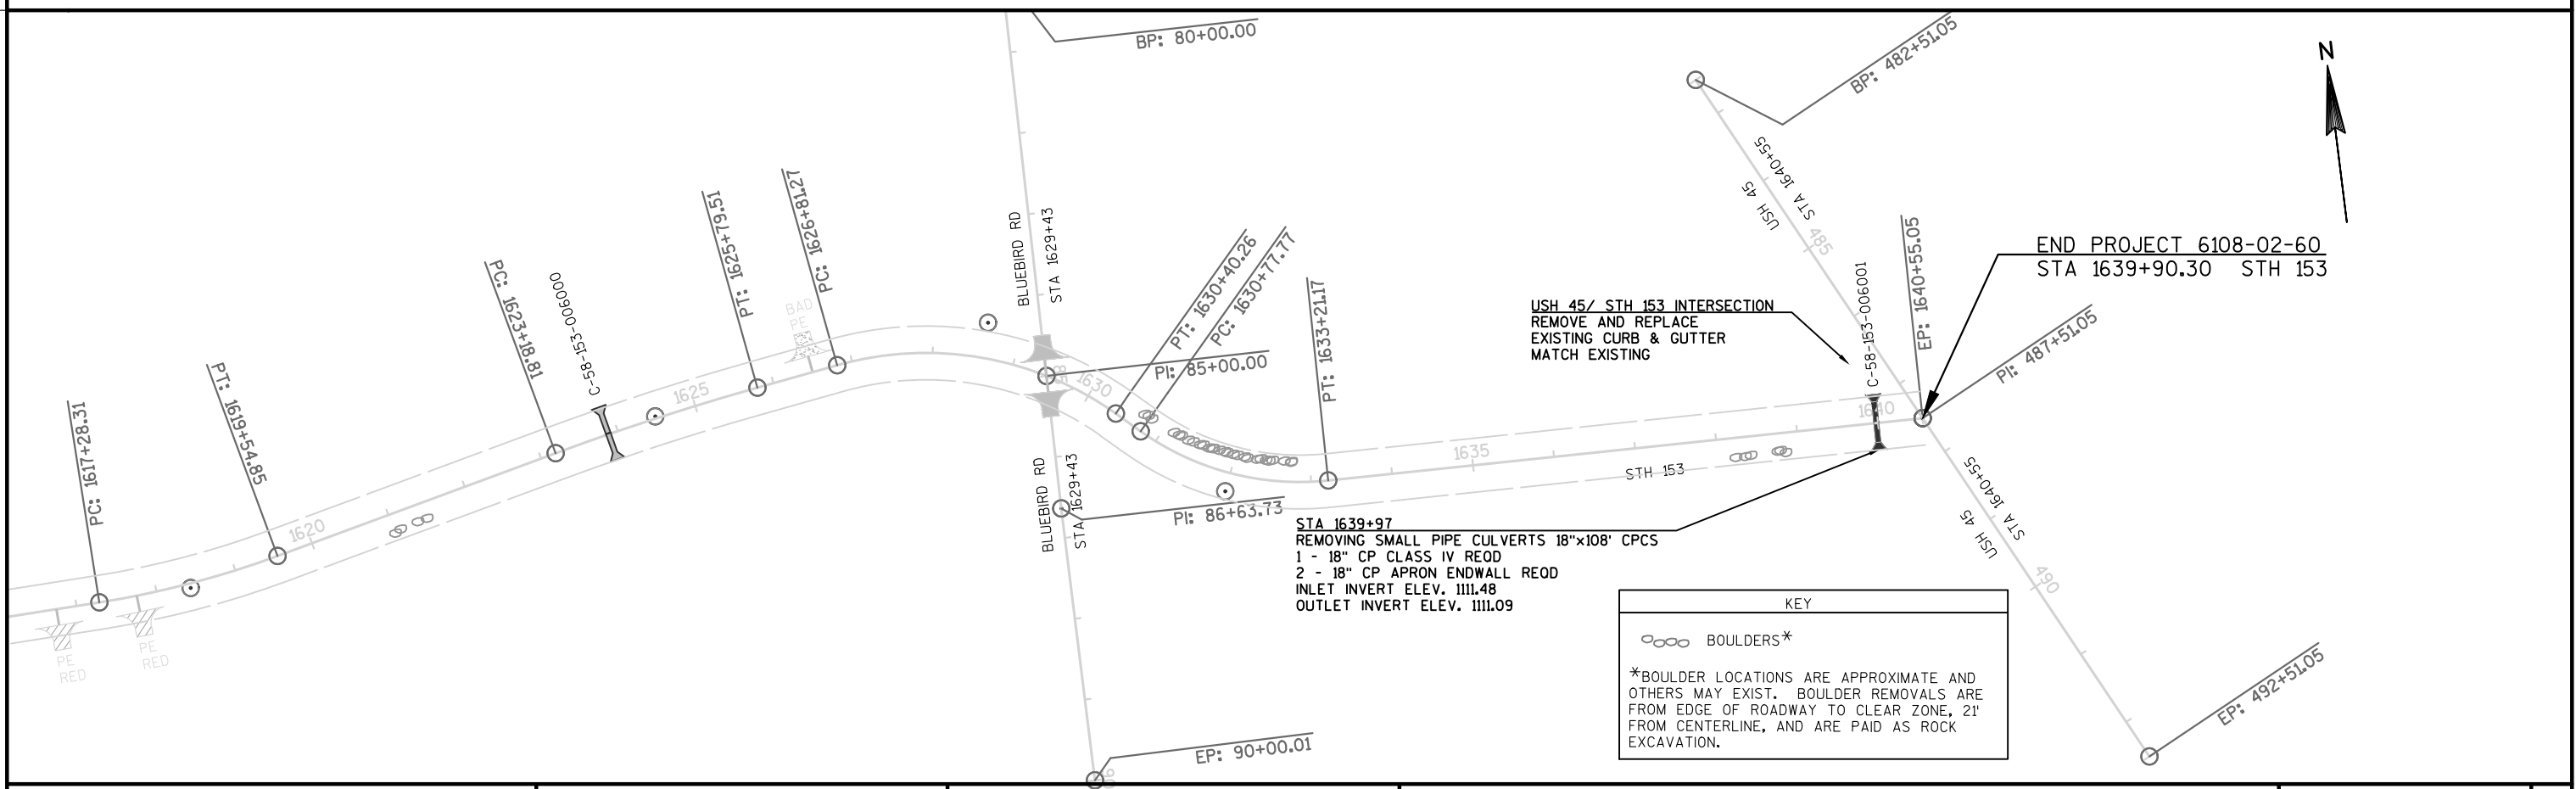 BP: 80+00.00
BP: 482+51.05
N
STA 1640+55
USH 45
485
EP: 1640+55.05
END PROJECT 6108-02-60
STA 1639+90.30 STH 153
PI: 487+51.05
C-58-153-006001
1640
USH 45/ STH 153 INTERSECTION
REMOVE AND REPLACE
EXISTING CURB & GUTTER
MATCH EXISTING
PC: 1617+28.31
PT: 1619+54.85
1620
PC: 1623+18.81
C-58-153-006000
1625
PT: 1625+79.51
BAD
PE
PC: 1626+81.27
BLUEBIRD RD
STA 1629+43
PT: 1630+40.26
PC: 1630+77.77
PI: 85+00.00
1630
PT: 1633+21.17
1635
STH 153
BLUEBIRD RD
STA 1629+43
PI: 86+63.73
STA 1639+97
REMOVING SMALL PIPE CULVERTS 18"x108' CPCS
1 - 18" CP CLASS IV REQD
2 - 18" CP APRON ENDWALL REQD
INLET INVERT ELEV. 1111.48
OUTLET INVERT ELEV. 1111.09
STA 1640+55
USH 45
490
PE
RED
PE
RED
KEY
BOULDERS*
*BOULDER LOCATIONS ARE APPROXIMATE AND
OTHERS MAY EXIST. BOULDER REMOVALS ARE
FROM EDGE OF ROADWAY TO CLEAR ZONE, 21'
FROM CENTERLINE, AND ARE PAID AS ROCK
EXCAVATION.
EP: 492+51.05
EP: 90+00.01